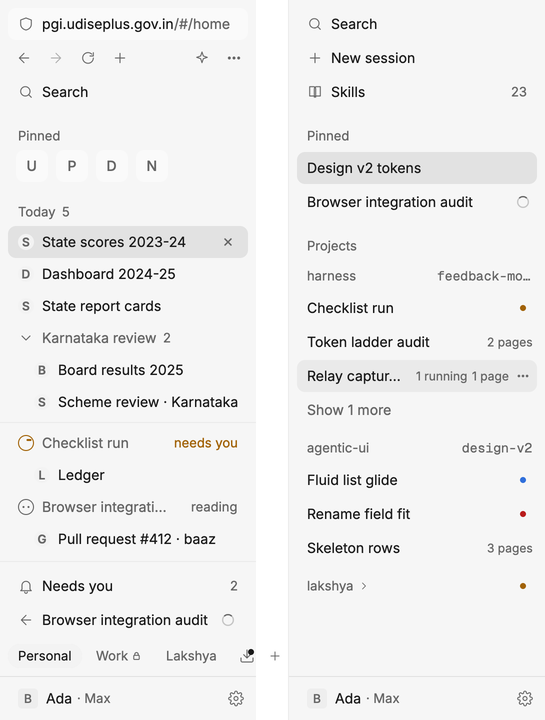 pgi.udiseplus.gov.in/#/home
Search
Pinned
U P D N
Today 5
S State scores 2023-24
D Dashboard 2024-25
S State report cards
Karnataka review 2
B Board results 2025
S Scheme review · Karnataka
Checklist run needs you
L Ledger
Browser integrati... reading
G Pull request #412 · baaz
Needs you 2
Browser integration audit
Personal Work Lakshya
B Ada · Max
Search
New session
Skills 23
Pinned
Design v2 tokens
Browser integration audit
Projects
harness feedback-mo…
Checklist run
Token ladder audit 2 pages
Relay captur... 1 running 1 page
Show 1 more
agentic-ui design-v2
Fluid list glide
Rename field fit
Skeleton rows 3 pages
lakshya
B Ada · Max